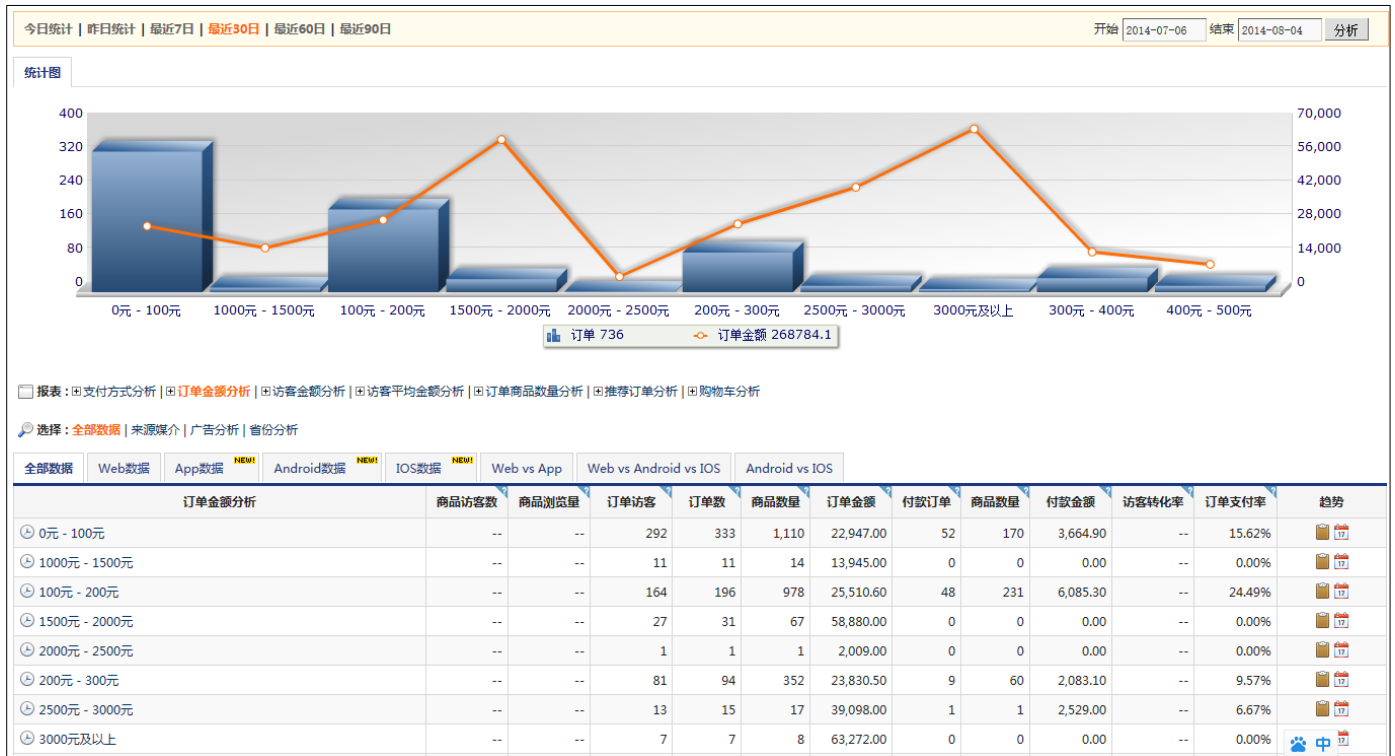 今日统计 | 昨日统计 | 最近7日 | 最近30日 | 最近60日 | 最近90日 开始 2014-07-06 结束 2014-08-04 分析
统计图
400 70,000
320 56,000
240 42,000
160 28,000
80 14,000
0 0
0元 - 100元 1000元 - 1500元 100元 - 200元 1500元 - 2000元 2000元 - 2500元 200元 - 300元 2500元 - 3000元 3000元及以上 300元 - 400元 400元 - 500元
订单 736 订单金额 268784.1
报表：支付方式分析 | 订单金额分析 | 访客金额分析 | 访客平均金额分析 | 订单商品数量分析 | 推荐订单分析 | 购物车分析
选择：全部数据 | 来源媒介 | 广告分析 | 省份分析
全部数据 Web数据 App数据 NEW! Android数据 NEW! IOS数据 NEW! Web vs App Web vs Android vs IOS Android vs IOS
订单金额分析 商品访客数 ? 商品浏览量 ? 订单访客 ? 订单数 ? 商品数量 ? 订单金额 ? 付款订单 ? 商品数量 ? 付款金额 ? 访客转化率 ? 订单支付率 ? 趋势
0元 - 100元 -- -- 292 333 1,110 22,947.00 52 170 3,664.90 -- 15.62% 17
1000元 - 1500元 -- -- 11 11 14 13,945.00 0 0 0.00 -- 0.00% 17
100元 - 200元 -- -- 164 196 978 25,510.60 48 231 6,085.30 -- 24.49% 17
1500元 - 2000元 -- -- 27 31 67 58,880.00 0 0 0.00 -- 0.00% 17
2000元 - 2500元 -- -- 1 1 1 2,009.00 0 0 0.00 -- 0.00% 17
200元 - 300元 -- -- 81 94 352 23,830.50 9 60 2,083.10 -- 9.57% 17
2500元 - 3000元 -- -- 13 15 17 39,098.00 1 1 2,529.00 -- 6.67% 17
3000元及以上 -- -- 7 7 8 63,272.00 0 0 0.00 -- 0.00% 中 17